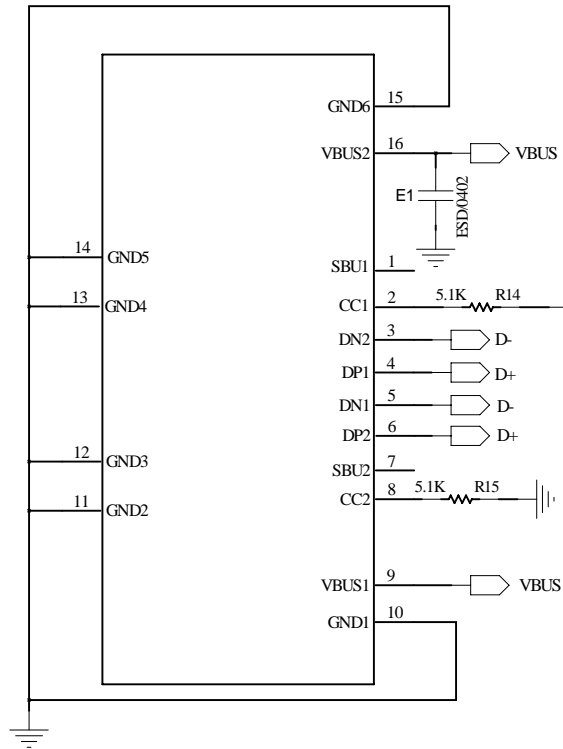 15
GND6
16
VBUS2
VBUS
E1
ESD/0402
14
GND5
1
SBU1
13
GND4
2
CC1
5.1K
R14
3
DN2
D-
4
DP1
D+
5
DN1
D-
6
DP2
D+
12
GND3
7
SBU2
8
CC2
5.1K
R15
11
GND2
9
VBUS1
VBUS
10
GND1